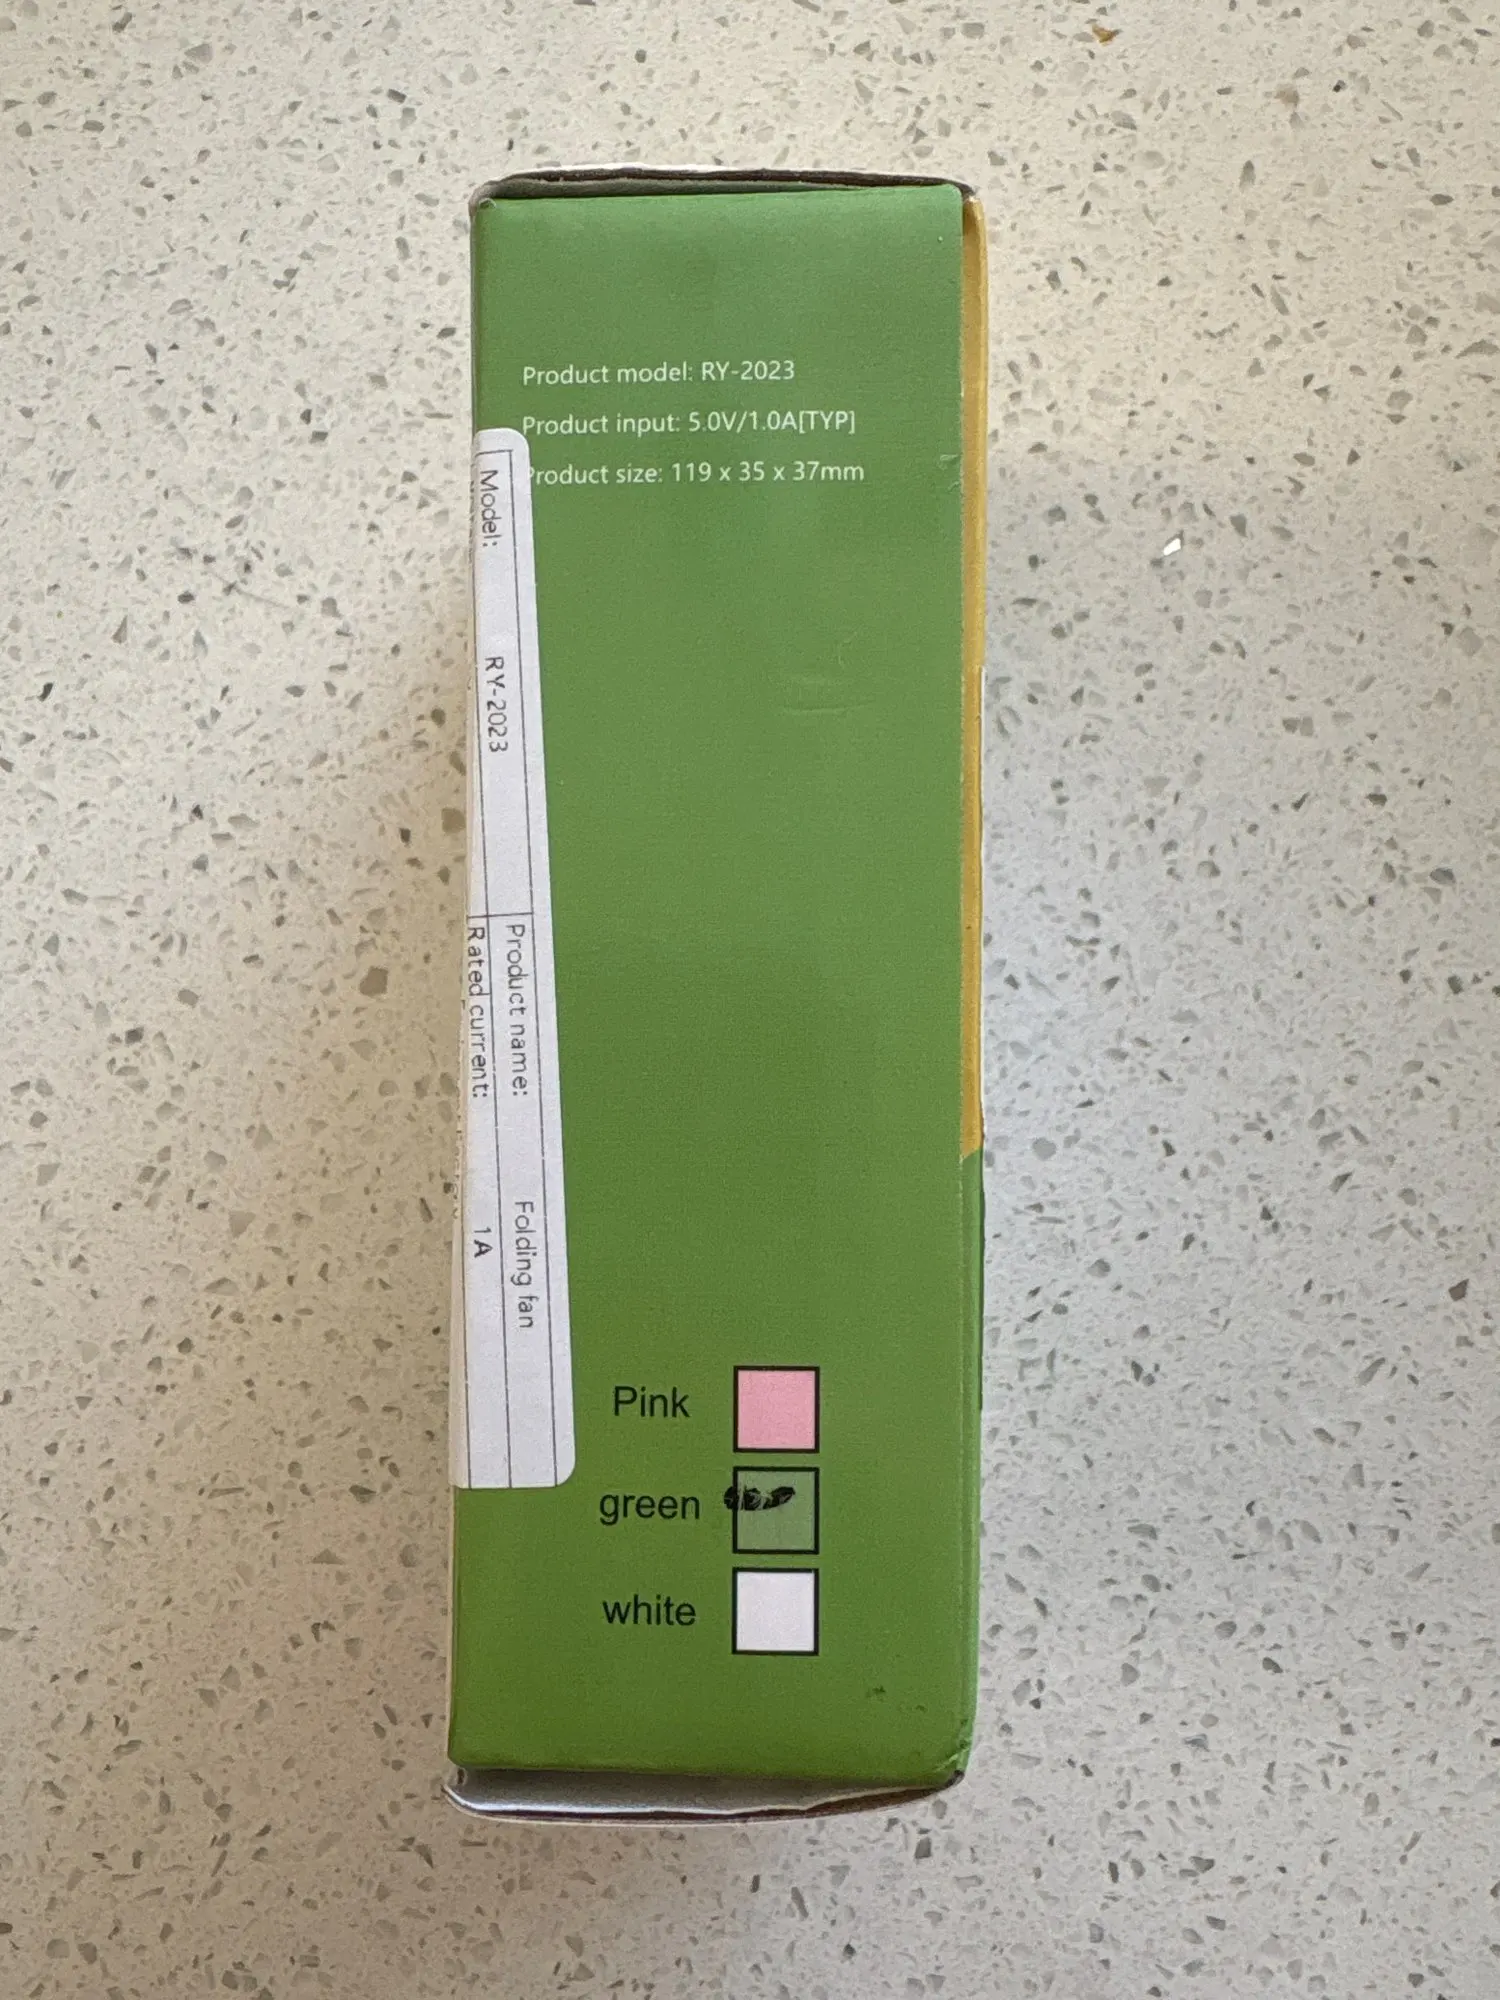 Product model: RY-2023
Product input: 5.0V/1.0A[TYP]
Product size: 119 x 35 x 37mm
Product name: Folding fan
Model: RY-2023
Rated current: 1A
Pink
green
white